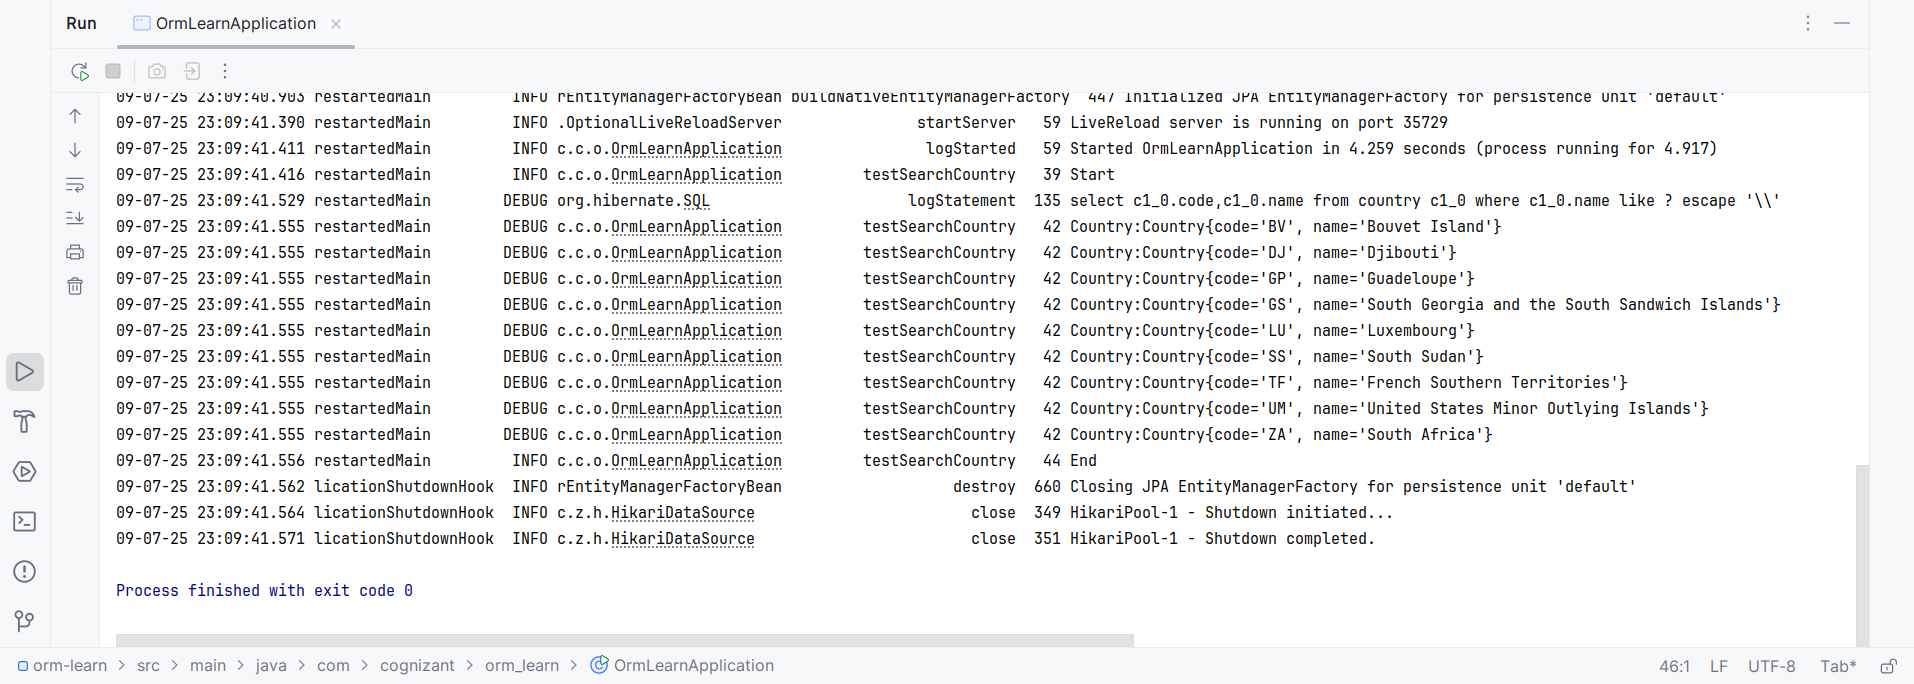 Run OrmLearnApplication
09-07-25 23:09:40.903 restartedMain INFO rEntityManagerFactoryBean buildNativeEntityManagerFactory 447 Initialized JPA EntityManagerFactory for persistence unit 'default'
09-07-25 23:09:41.390 restartedMain INFO .OptionalLiveReloadServer startServer 59 LiveReload server is running on port 35729
09-07-25 23:09:41.411 restartedMain INFO c.c.o.OrmLearnApplication logStarted 59 Started OrmLearnApplication in 4.259 seconds (process running for 4.917)
09-07-25 23:09:41.416 restartedMain INFO c.c.o.OrmLearnApplication testSearchCountry 39 Start
09-07-25 23:09:41.529 restartedMain DEBUG org.hibernate.SQL logStatement 135 select c1_0.code,c1_0.name from country c1_0 where c1_0.name like ? escape '\\'
09-07-25 23:09:41.555 restartedMain DEBUG c.c.o.OrmLearnApplication testSearchCountry 42 Country:Country{code='BV', name='Bouvet Island'}
09-07-25 23:09:41.555 restartedMain DEBUG c.c.o.OrmLearnApplication testSearchCountry 42 Country:Country{code='DJ', name='Djibouti'}
09-07-25 23:09:41.555 restartedMain DEBUG c.c.o.OrmLearnApplication testSearchCountry 42 Country:Country{code='GP', name='Guadeloupe'}
09-07-25 23:09:41.555 restartedMain DEBUG c.c.o.OrmLearnApplication testSearchCountry 42 Country:Country{code='GS', name='South Georgia and the South Sandwich Islands'}
09-07-25 23:09:41.555 restartedMain DEBUG c.c.o.OrmLearnApplication testSearchCountry 42 Country:Country{code='LU', name='Luxembourg'}
09-07-25 23:09:41.555 restartedMain DEBUG c.c.o.OrmLearnApplication testSearchCountry 42 Country:Country{code='SS', name='South Sudan'}
09-07-25 23:09:41.555 restartedMain DEBUG c.c.o.OrmLearnApplication testSearchCountry 42 Country:Country{code='TF', name='French Southern Territories'}
09-07-25 23:09:41.555 restartedMain DEBUG c.c.o.OrmLearnApplication testSearchCountry 42 Country:Country{code='UM', name='United States Minor Outlying Islands'}
09-07-25 23:09:41.555 restartedMain DEBUG c.c.o.OrmLearnApplication testSearchCountry 42 Country:Country{code='ZA', name='South Africa'}
09-07-25 23:09:41.556 restartedMain INFO c.c.o.OrmLearnApplication testSearchCountry 44 End
09-07-25 23:09:41.562 licationShutdownHook INFO rEntityManagerFactoryBean destroy 660 Closing JPA EntityManagerFactory for persistence unit 'default'
09-07-25 23:09:41.564 licationShutdownHook INFO c.z.h.HikariDataSource close 349 HikariPool-1 - Shutdown initiated...
09-07-25 23:09:41.571 licationShutdownHook INFO c.z.h.HikariDataSource close 351 HikariPool-1 - Shutdown completed.
Process finished with exit code 0
orm-learn > src > main > java > com > cognizant > orm_learn > OrmLearnApplication 46:1 LF UTF-8 Tab*